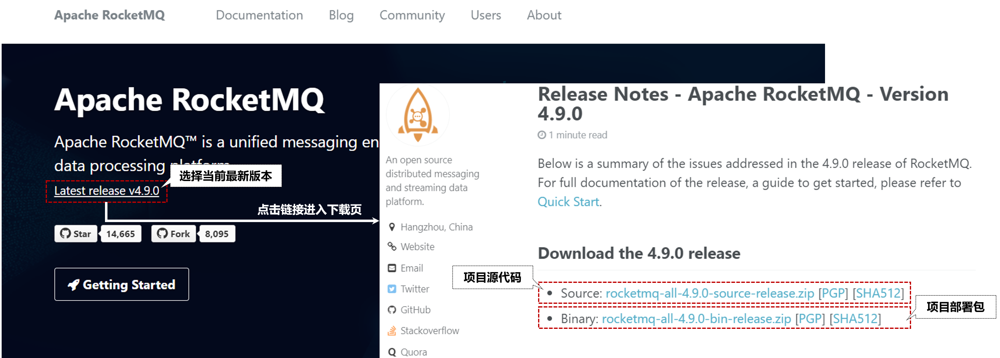 Apache RocketMQ Documentation Blog Community Users About
Apache RocketMQ
Apache RocketMQ™ is a unified messaging en
data processing
选择当前最新版本
Latest release v4.9.0
点击链接进入下载页
Star 14,665 Fork 8,095
Getting Started
An open source
distributed messaging
and streaming data
platform.
Hangzhou, China
Website
Email
Twitter
GitHub
Stackoverflow
Quora
Release Notes - Apache RocketMQ - Version
4.9.0
1 minute read
Below is a summary of the issues addressed in the 4.9.0 release of RocketMQ.
For full documentation of the release, a guide to get started, please refer to
Quick Start.
Download the 4.9.0 release
项目源代码
Source: rocketmq-all-4.9.0-source-release.zip [PGP] [SHA512]
Binary: rocketmq-all-4.9.0-bin-release.zip [PGP] [SHA512]
项目部署包